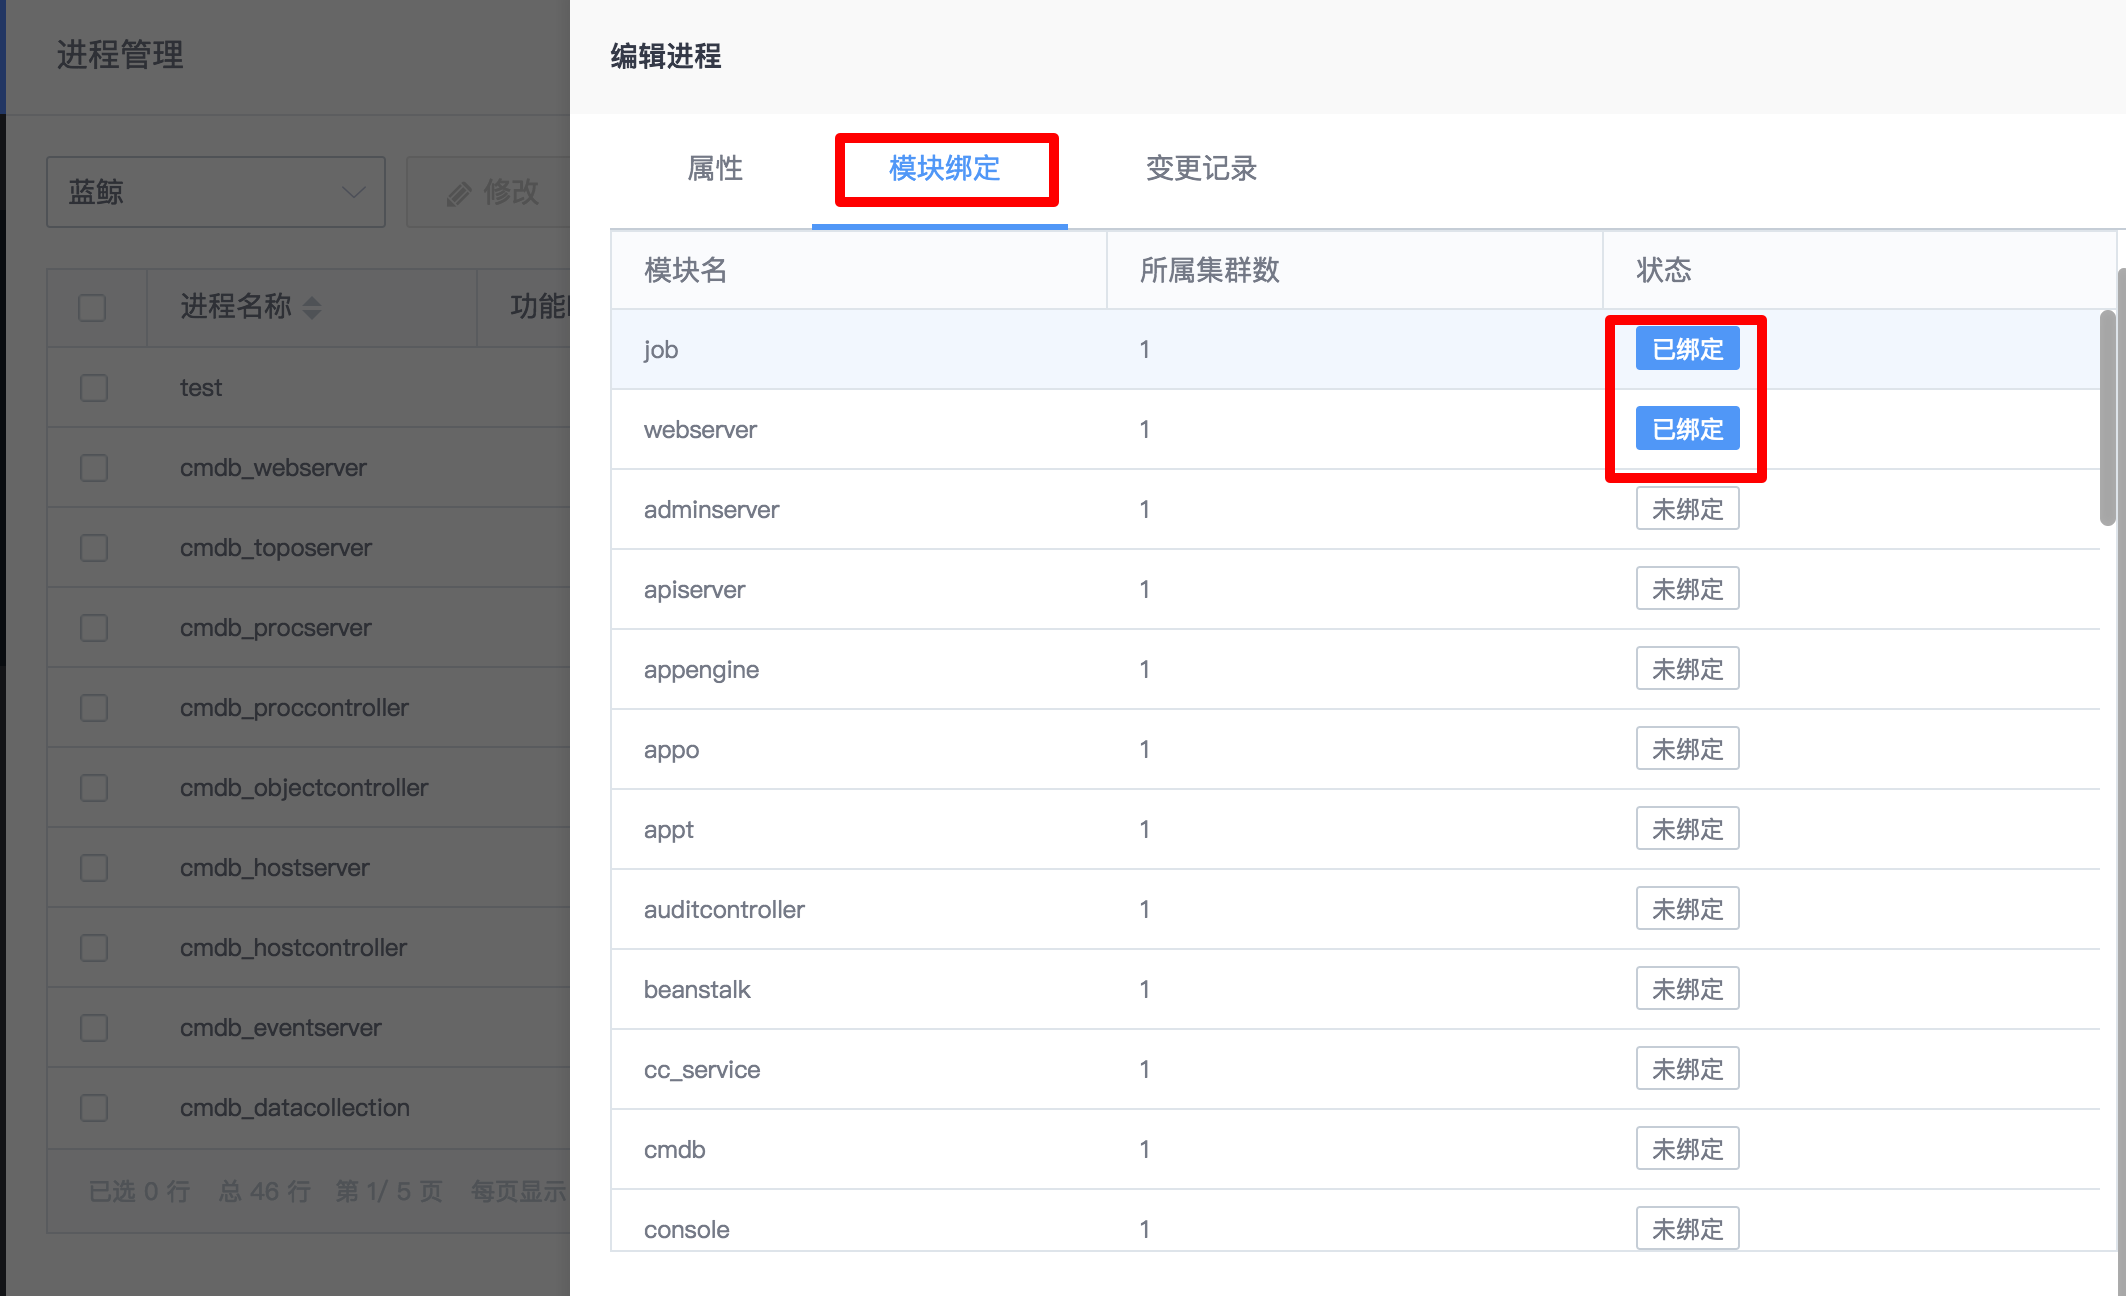 进程管理
蓝鲸
修改
进程名称
功能
test
cmdb_webserver
cmdb_toposerver
cmdb_procserver
cmdb_proccontroller
cmdb_objectcontroller
cmdb_hostserver
cmdb_hostcontroller
cmdb_eventserver
cmdb_datacollection
已选 0 行 总 46 行 第 1/ 5 页 每页显示
编辑进程
属性 模块绑定 变更记录
模块名 所属集群数 状态
job 1 已绑定
webserver 1 已绑定
adminserver 1 未绑定
apiserver 1 未绑定
appengine 1 未绑定
appo 1 未绑定
appt 1 未绑定
auditcontroller 1 未绑定
beanstalk 1 未绑定
cc_service 1 未绑定
cmdb 1 未绑定
console 1 未绑定